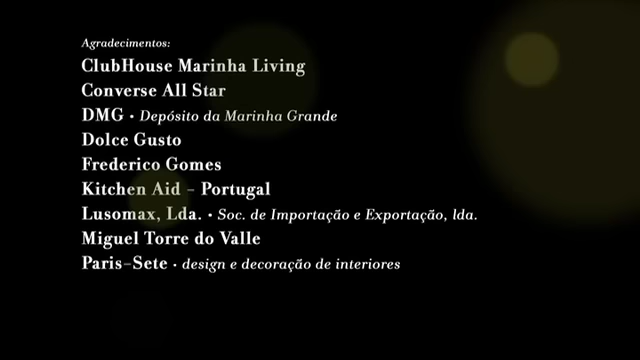 Agradecimentos:
ClubHouse Marinha Living
Converse All Star
DMG • Depósito da Marinha Grande
Dolce Gusto
Frederico Gomes
Kitchen Aid - Portugal
Lusomax, Lda. • Soc. de Importação e Exportação, lda.
Miguel Torre do Valle
Paris-Sete • design e decoração de interiores